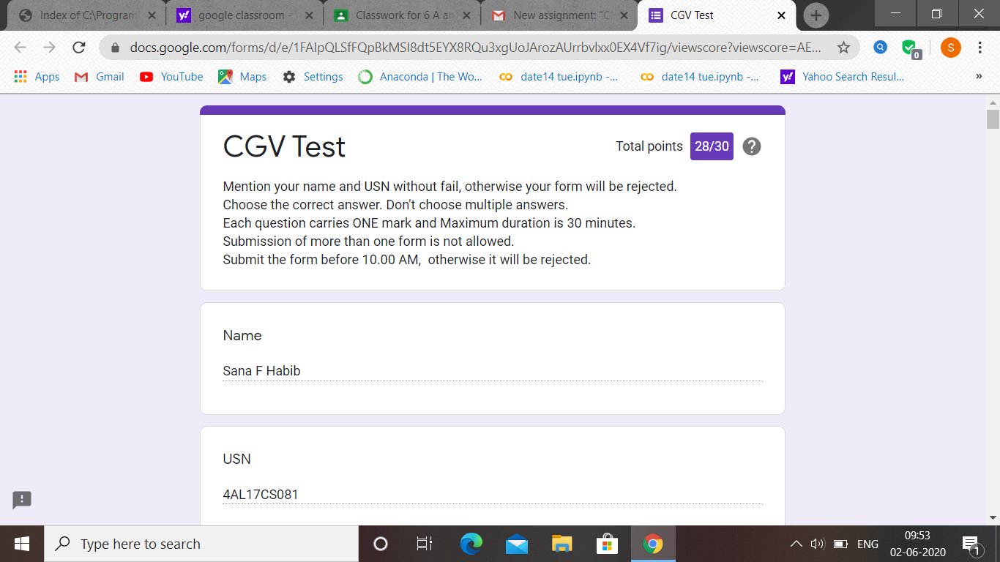 Index of C:\Program
google classroom -
Classwork for 6 A an
New assignment: "C
CGV Test
docs.google.com/forms/d/e/1FAIpQLSfFQpBkMSI8dt5EYX8RQu3xgUoJArozAUrrbvlxx0EX4Vf7ig/viewscore?viewscore=AE...
S
0
Apps
Gmail
YouTube
Maps
Settings
Anaconda | The Wo...
date14 tue.ipynb -...
date14 tue.ipynb -...
Yahoo Search Resul...
»
CGV Test
Total points 28/30
Mention your name and USN without fail, otherwise your form will be rejected.
Choose the correct answer. Don't choose multiple answers.
Each question carries ONE mark and Maximum duration is 30 minutes.
Submission of more than one form is not allowed.
Submit the form before 10.00 AM,  otherwise it will be rejected.
Name
Sana F Habib
USN
4AL17CS081
Type here to search
ENG
09:53
02-06-2020
1